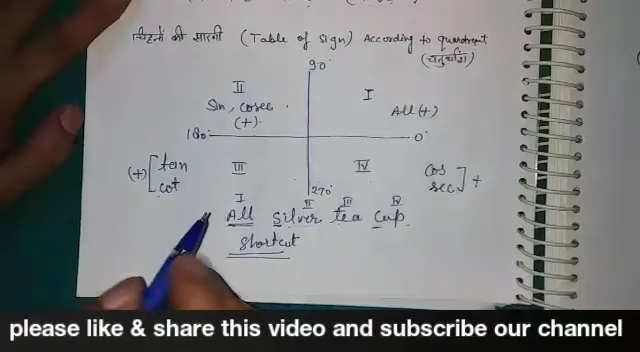 चिन्हों की सारणी (Table of Sign) According to quadrant
(चतुर्थांश)
90°
II
I
Sin, cosec
(+)
All (+)
180°
0°
(+) [tan
cot
III
IV
cos
sec] +
270°
I II III IV
All Silver tea Cup
Shortcut
please like & share this video and subscribe our channel